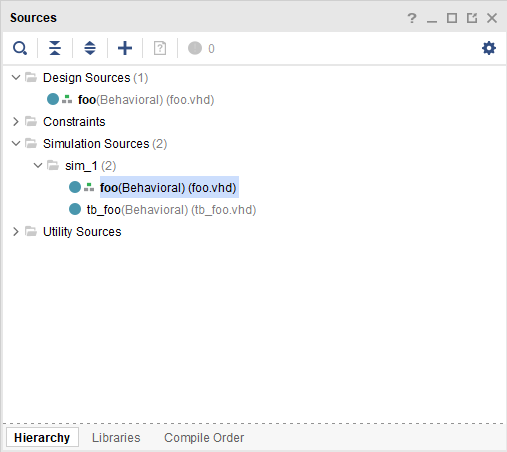 Sources
0
Design Sources (1)
foo(Behavioral) (foo.vhd)
Constraints
Simulation Sources (2)
sim_1 (2)
foo(Behavioral) (foo.vhd)
tb_foo(Behavioral) (tb_foo.vhd)
Utility Sources
Hierarchy Libraries Compile Order